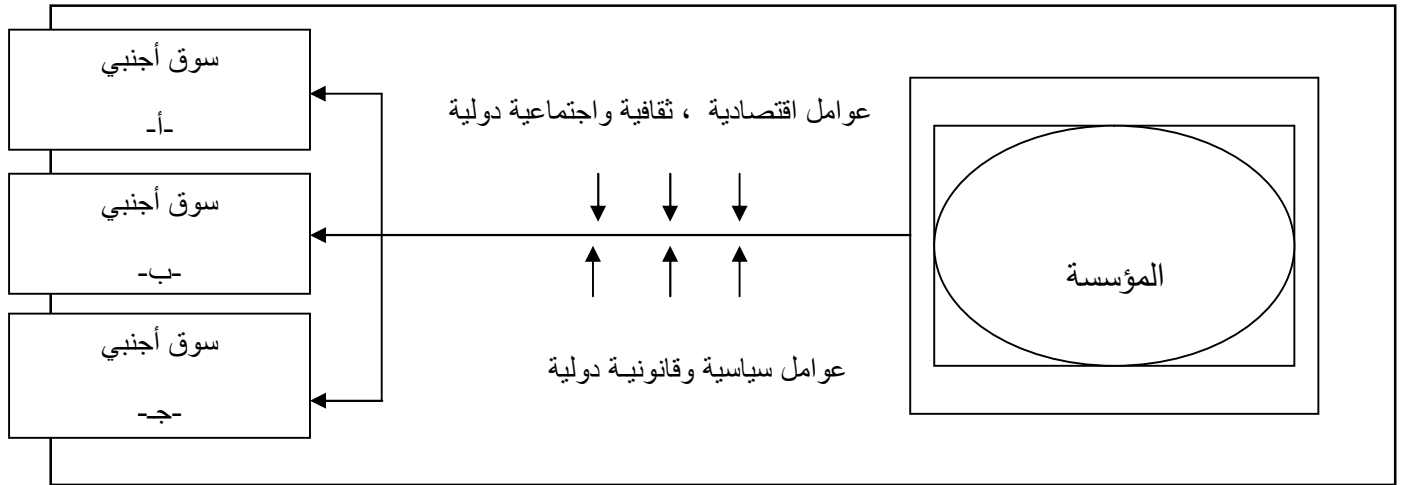 سوق أجنبي
-أ-
عوامل اقتصادية ، ثقافية واجتماعية دولية
سوق أجنبي
-ب-
المؤسسة
سوق أجنبي
-جـ-
عوامل سياسية وقانونيـة دولية